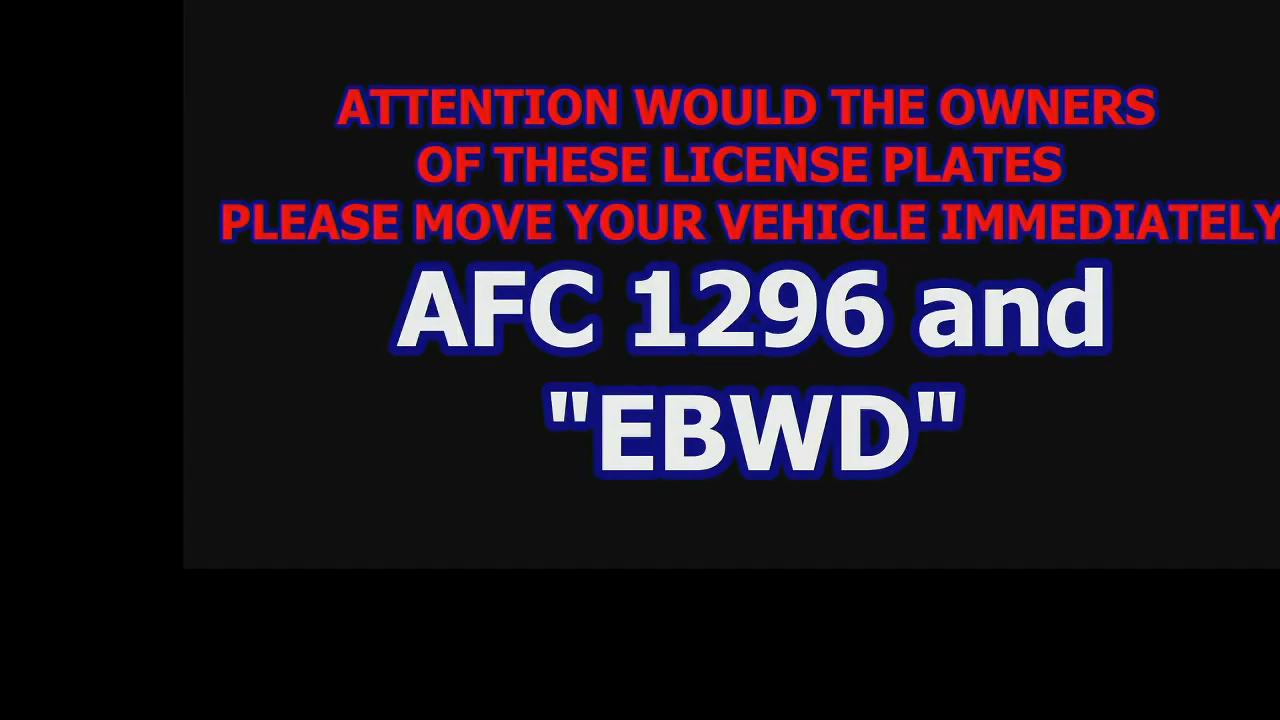 ATTENTION WOULD THE OWNERS
OF THESE LICENSE PLATES
PLEASE MOVE YOUR VEHICLE IMMEDIATELY
AFC 1296 and
"EBWD"